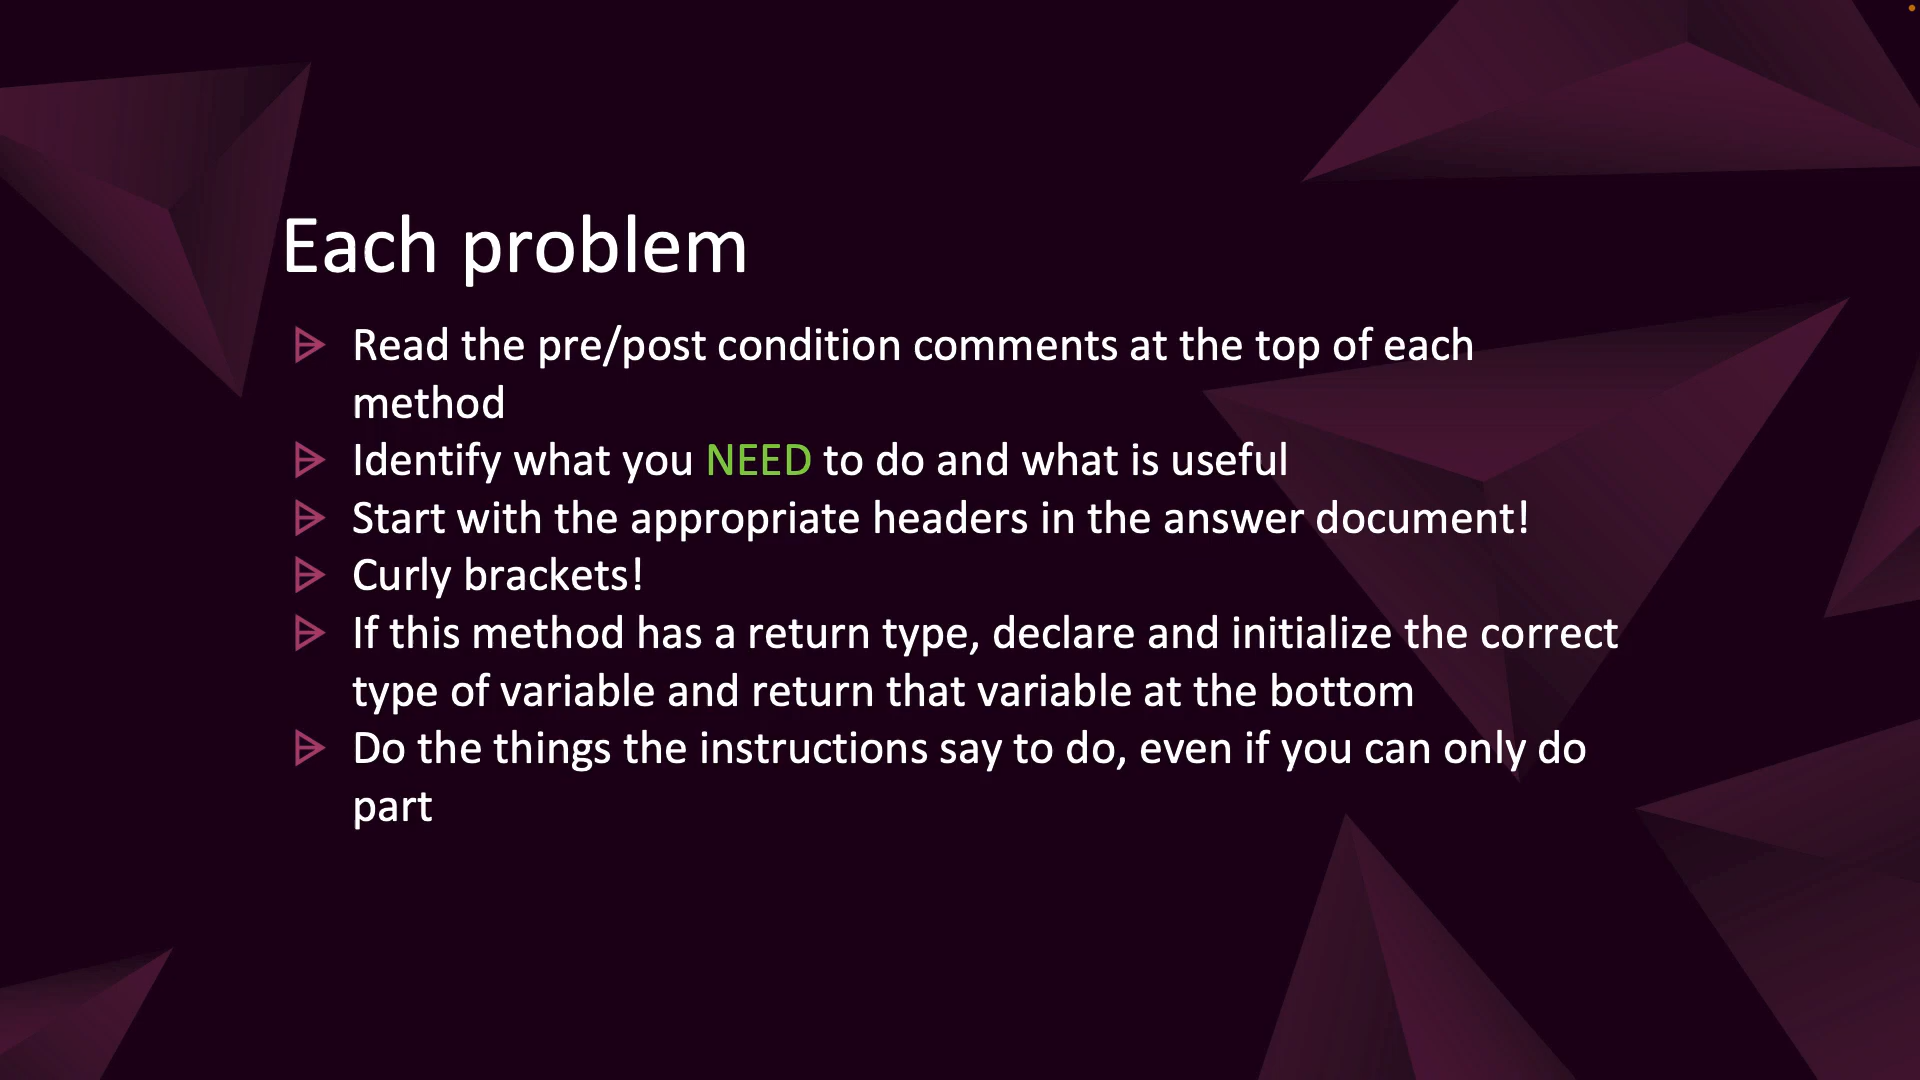 Each problem
Read the pre/post condition comments at the top of each
method
Identify what you NEED to do and what is useful
Start with the appropriate headers in the answer document!
Curly brackets!
If this method has a return type, declare and initialize the correct
type of variable and return that variable at the bottom
Do the things the instructions say to do, even if you can only do
part